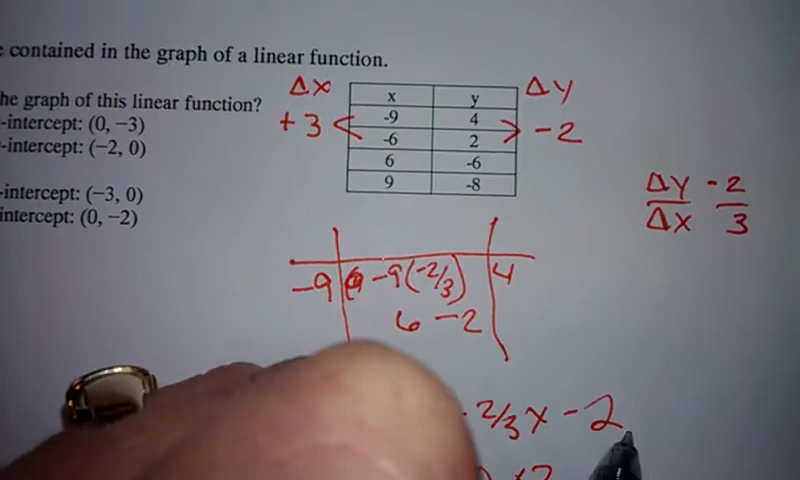 contained in the graph of a linear function.
he graph of this linear function?
-intercept: (0, −3)
-intercept: (−2, 0)
-intercept: (−3, 0)
intercept: (0, −2)
Δx
x y
-9 4
-6 2
6 -6
9 -8
Δy
+3 <
> -2
Δy -2
Δx 3
-9 -9(-2/3) 4
6 -2
2/3x - 2